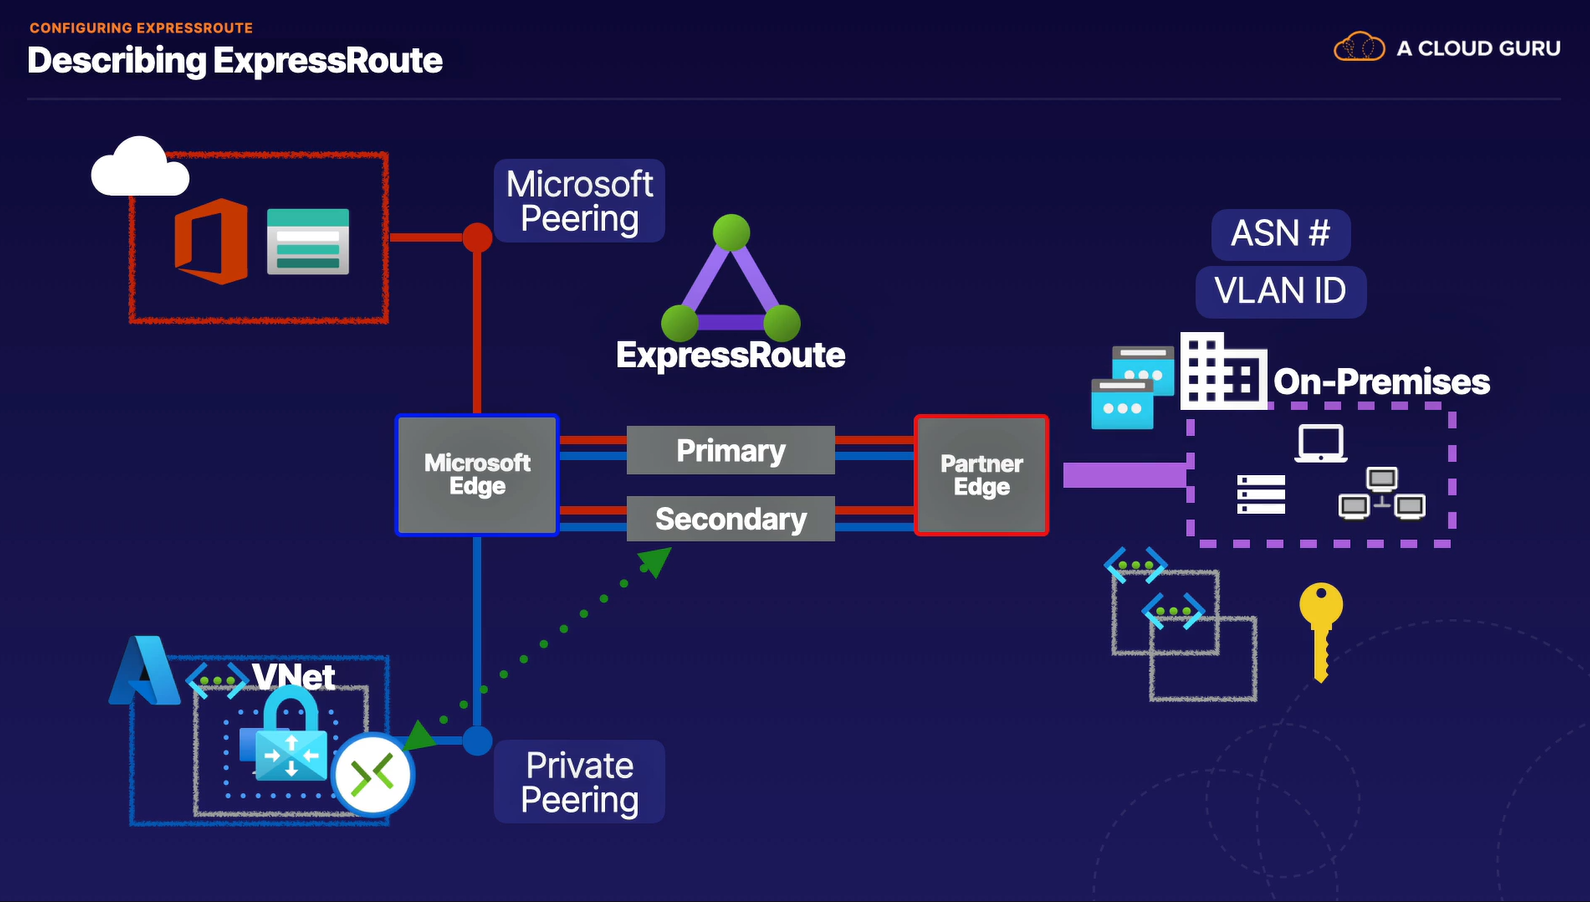 CONFIGURING EXPRESSROUTE
Describing ExpressRoute
A CLOUD GURU
Microsoft
Peering
ExpressRoute
ASN #
VLAN ID
On-Premises
Microsoft
Edge
Primary
Secondary
Partner
Edge
VNet
Private
Peering